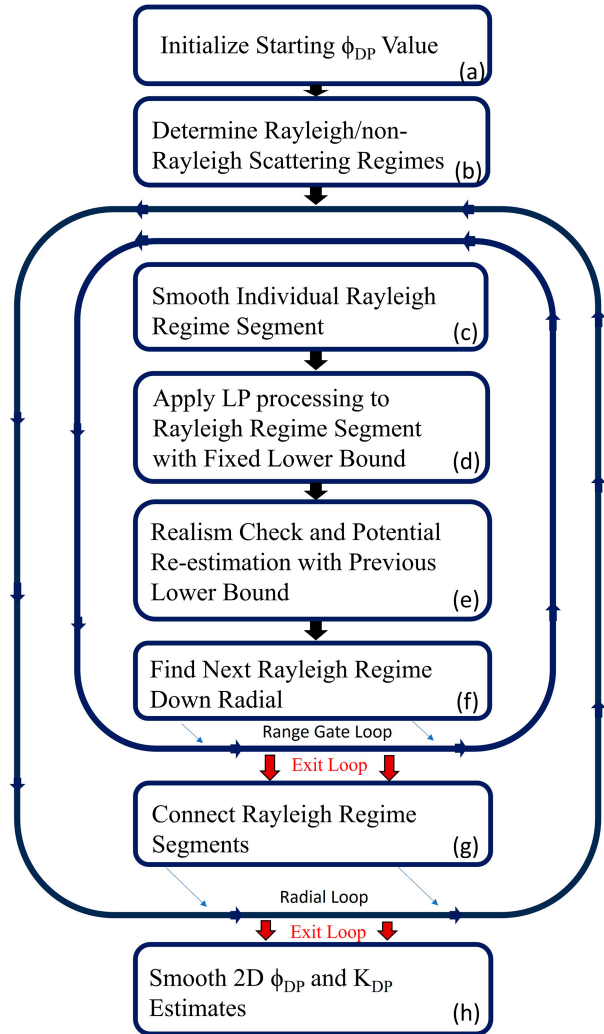 Initialize Starting ϕDP Value
(a)
Determine Rayleigh/non-
Rayleigh Scattering Regimes
(b)
Smooth Individual Rayleigh
Regime Segment
(c)
Apply LP processing to
Rayleigh Regime Segment
with Fixed Lower Bound
(d)
Realism Check and Potential
Re-estimation with Previous
Lower Bound
(e)
Find Next Rayleigh Regime
Down Radial
(f)
Range Gate Loop
Exit Loop
Connect Rayleigh Regime
Segments
(g)
Radial Loop
Exit Loop
Smooth 2D ϕDP and KDP
Estimates
(h)